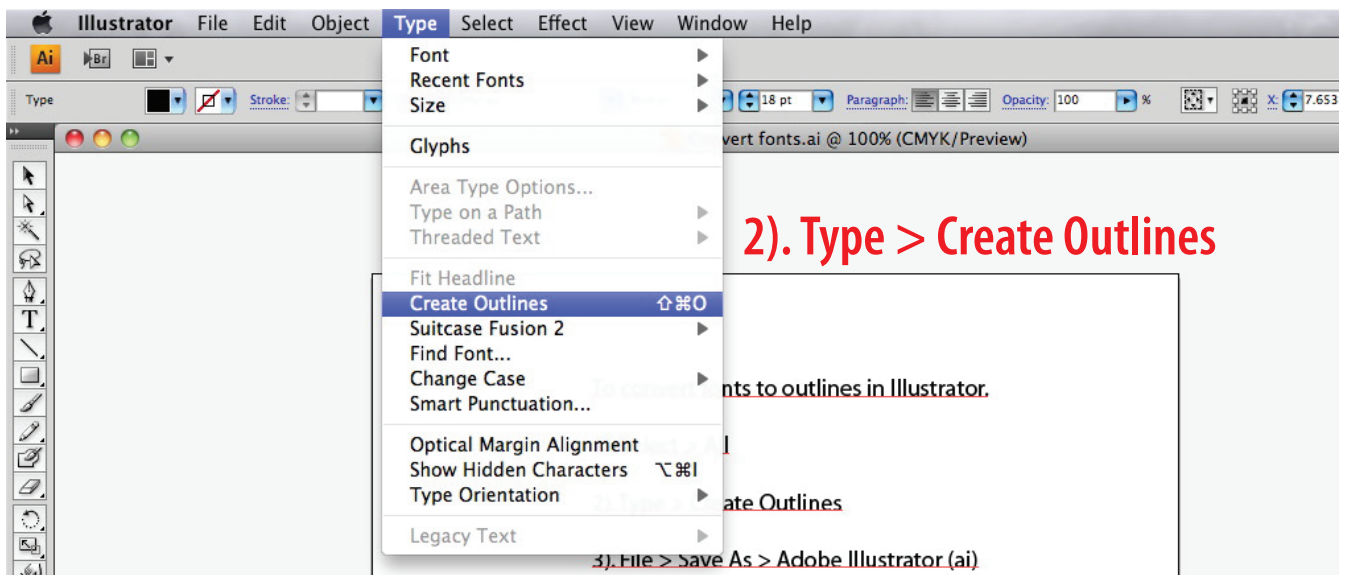 Illustrator File Edit Object Type Select Effect View Window Help
Ai Br
Type Stroke: 18 pt Paragraph: Opacity: 100 % X: 7.653
vert fonts.ai @ 100% (CMYK/Preview)
Font
Recent Fonts
Size
Glyphs
Area Type Options...
Type on a Path
Threaded Text
Fit Headline
Create Outlines ⇧⌘O
Suitcase Fusion 2
Find Font...
Change Case
Smart Punctuation...
Optical Margin Alignment
Show Hidden Characters ⌥⌘I
Type Orientation
Legacy Text
2). Type > Create Outlines
T
To convert fonts to outlines in Illustrator.
2). Type > Create Outlines
3). File > Save As > Adobe Illustrator (ai)